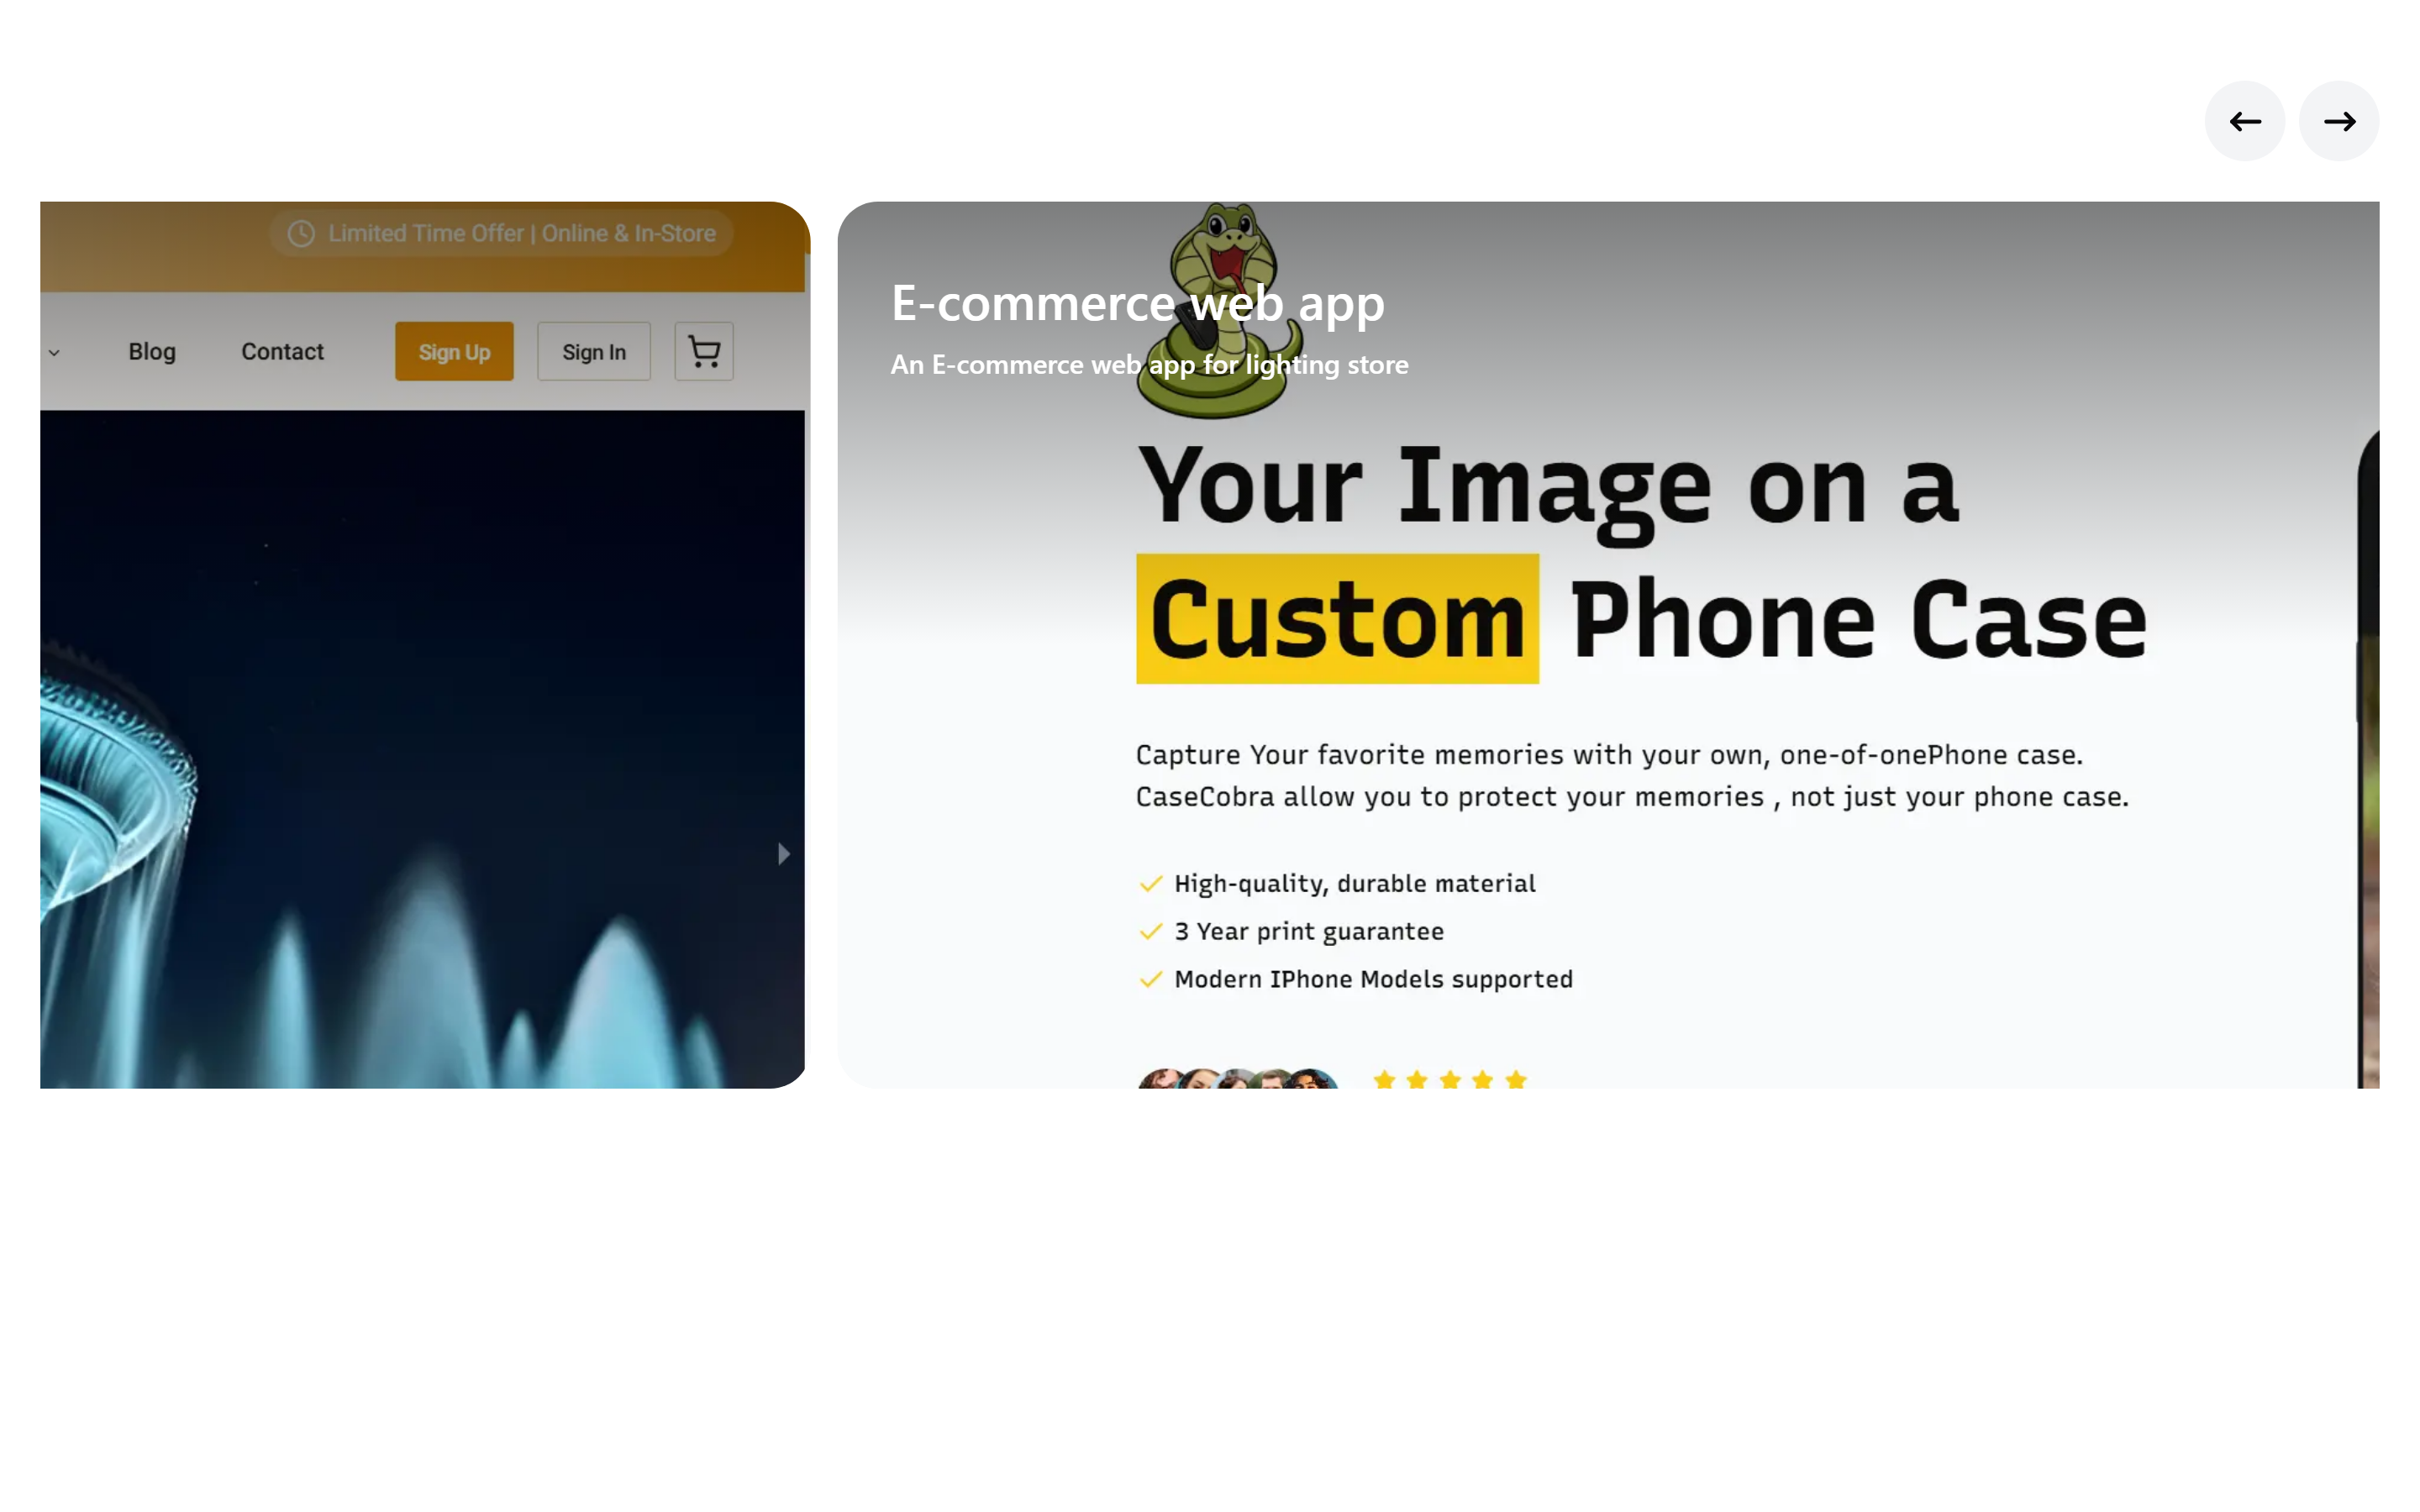 Limited Time Offer | Online & In-Store
Blog
Contact
Sign Up
Sign In
E-commerce web app
An E-commerce web app for lighting store
Your Image on a
Custom Phone Case
Capture Your favorite memories with your own, one-of-onePhone case.
CaseCobra allow you to protect your memories , not just your phone case.
High-quality, durable material
3 Year print guarantee
Modern IPhone Models supported